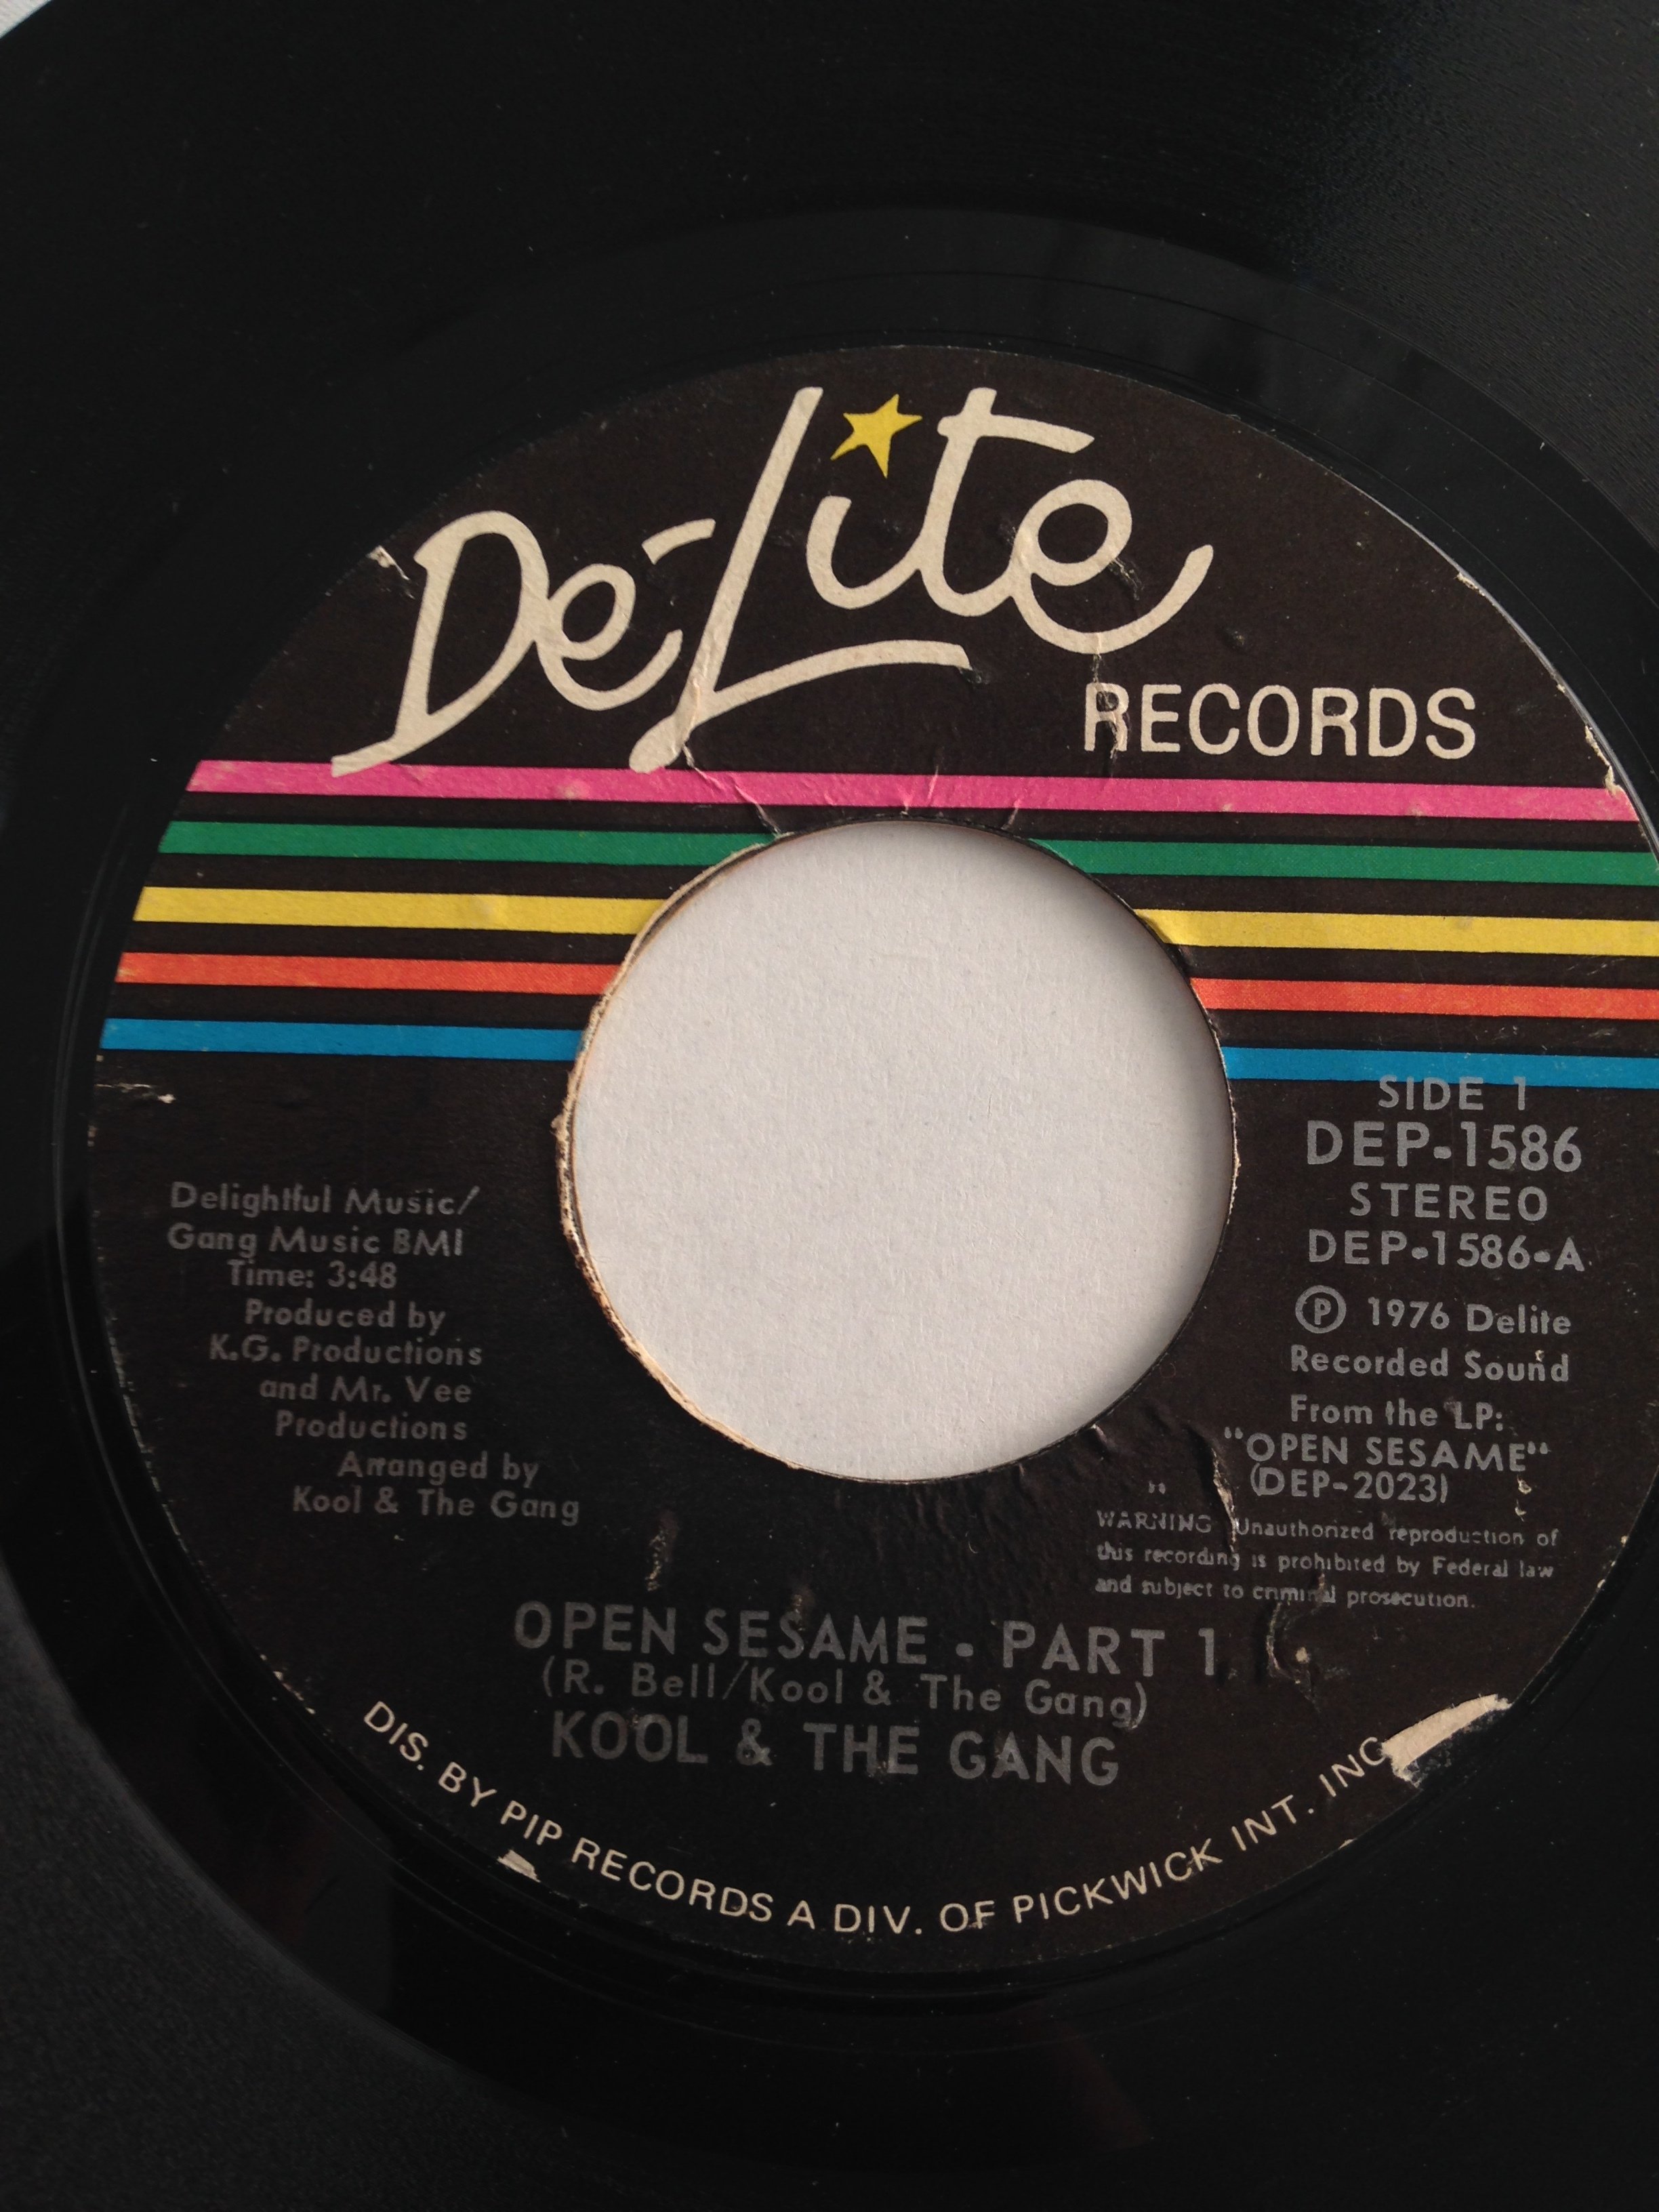 De-Lite
RECORDS
SIDE 1
DEP-1586
STEREO
DEP-1586-A
Ⓟ 1976 Delite
Recorded Sound
From the LP:
"OPEN SESAME"
(DEP-2023)
WARNING Unauthorized reproduction of
this recording is prohibited by Federal law
and subject to criminal prosecution.
Delightful Music/
Gang Music BMI
Time: 3:48
Produced by
K.G. Productions
and Mr. Vee
Productions
Arranged by
Kool & The Gang
OPEN SESAME - PART 1
(R. Bell/Kool & The Gang)
KOOL & THE GANG
DIS. BY PIP RECORDS A DIV. OF PICKWICK INT. INC